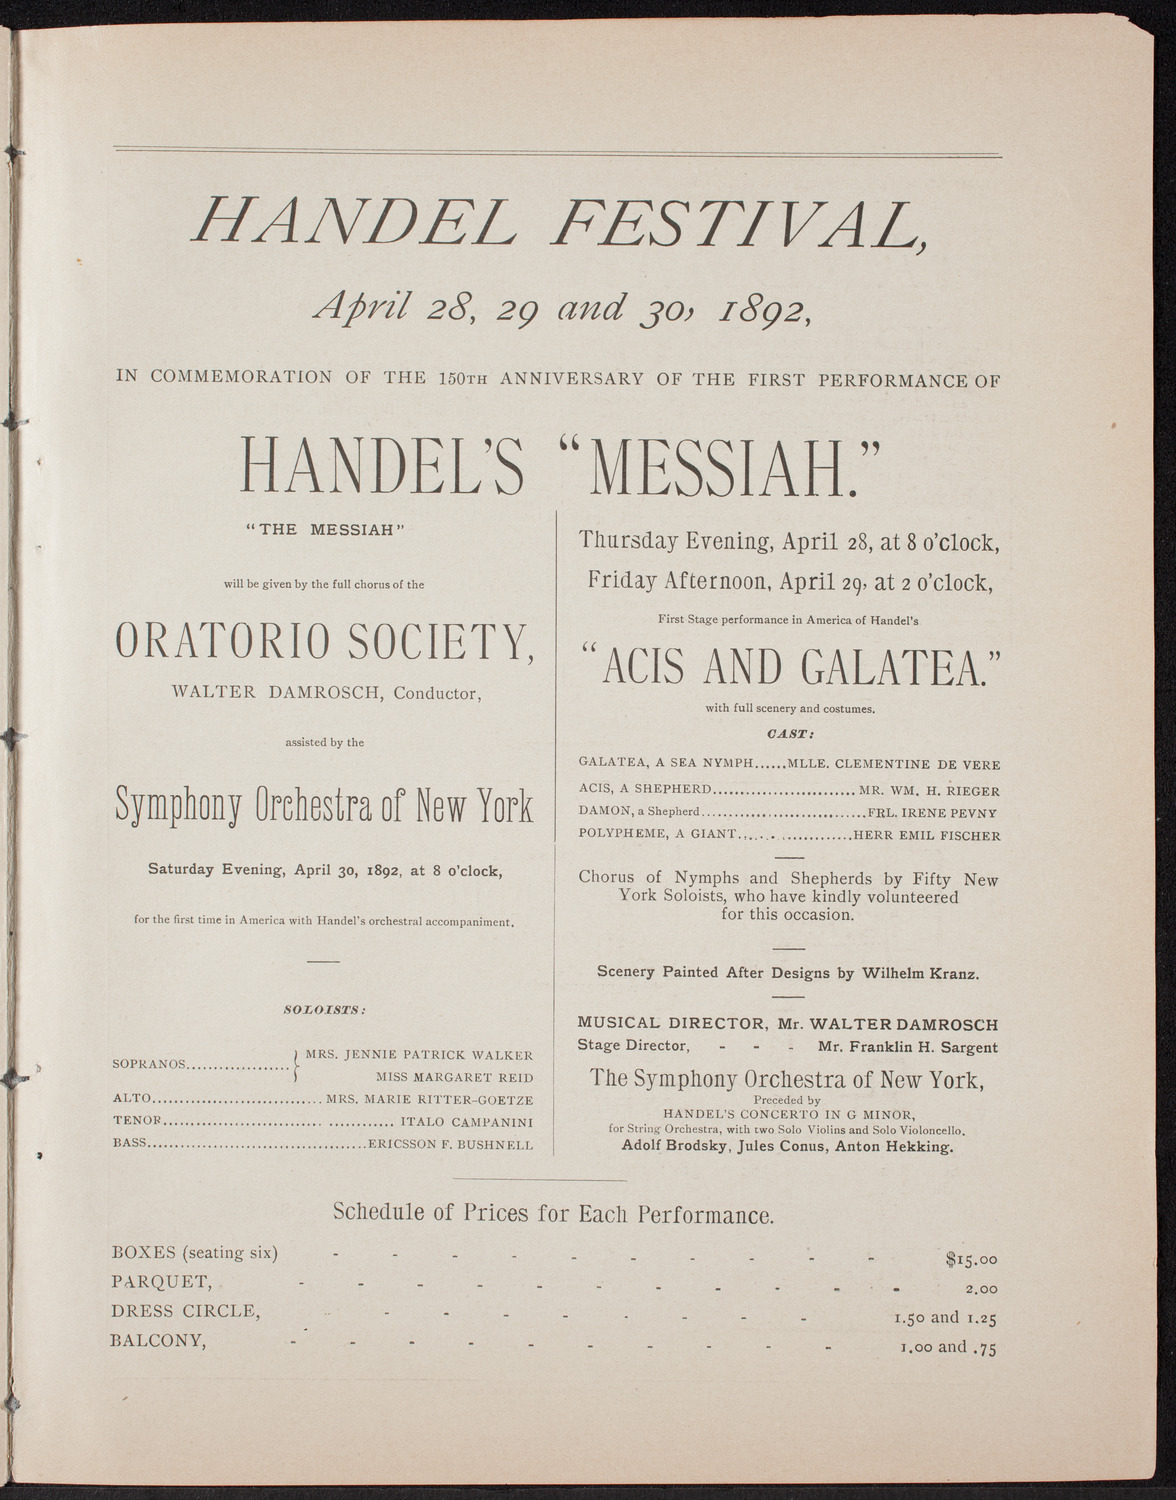 HANDEL FESTIVAL,
April 28, 29 and 30, 1892,
IN COMMEMORATION OF THE 150TH ANNIVERSARY OF THE FIRST PERFORMANCE OF
HANDEL'S “MESSIAH.”
“THE MESSIAH”
will be given by the full chorus of the
ORATORIO SOCIETY,
WALTER DAMROSCH, Conductor,
assisted by the
Symphony Orchestra of New York
Saturday Evening, April 30, 1892, at 8 o'clock,
for the first time in America with Handel's orchestral accompaniment.
SOLOISTS:
SOPRANOS................... { MRS. JENNIE PATRICK WALKER
MISS MARGARET REID
ALTO............................... MRS. MARIE RITTER-GOETZE
TENOR............................ ............ ITALO CAMPANINI
BASS.......................................ERICSSON F. BUSHNELL
Thursday Evening, April 28, at 8 o'clock,
Friday Afternoon, April 29, at 2 o'clock,
First Stage performance in America of Handel's
“ACIS AND GALATEA.”
with full scenery and costumes.
CAST:
GALATEA, A SEA NYMPH......MLLE. CLEMENTINE DE VERE
ACIS, A SHEPHERD.......................... MR. WM. H. RIEGER
DAMON, a Shepherd..............................FRL. IRENE PEVNY
POLYPHEME, A GIANT.....................HERR EMIL FISCHER
Chorus of Nymphs and Shepherds by Fifty New
York Soloists, who have kindly volunteered
for this occasion.
Scenery Painted After Designs by Wilhelm Kranz.
MUSICAL DIRECTOR, Mr. WALTER DAMROSCH
Stage Director, - - - Mr. Franklin H. Sargent
The Symphony Orchestra of New York,
Preceded by
HANDEL'S CONCERTO IN G MINOR,
for String Orchestra, with two Solo Violins and Solo Violoncello.
Adolf Brodsky, Jules Conus, Anton Hekking.
Schedule of Prices for Each Performance.
BOXES (seating six) - - - - - - - - - - $15.00
PARQUET, - - - - - - - - - - - 2.00
DRESS CIRCLE, - - - - - - - - - 1.50 and 1.25
BALCONY, - - - - - - - - - - 1.00 and .75